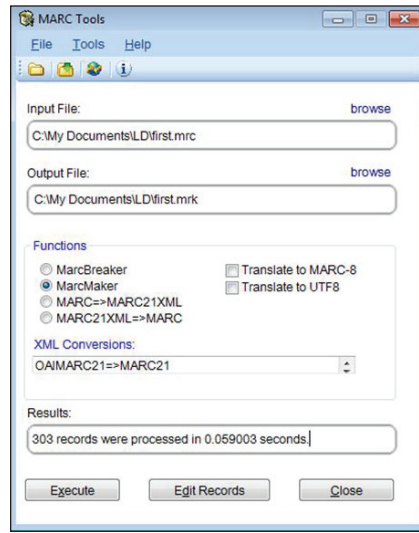 MARC Tools
File Tools Help
Input File: browse
C:\My Documents\LD\first.mrc
Output File: browse
C:\My Documents\LD\first.mrk
Functions
MarcBreaker Translate to MARC-8
MarcMaker Translate to UTF8
MARC=>MARC21XML
MARC21XML=>MARC
XML Conversions:
OAIMARC21=>MARC21
Results:
303 records were processed in 0.059003 seconds.
Execute Edit Records Close